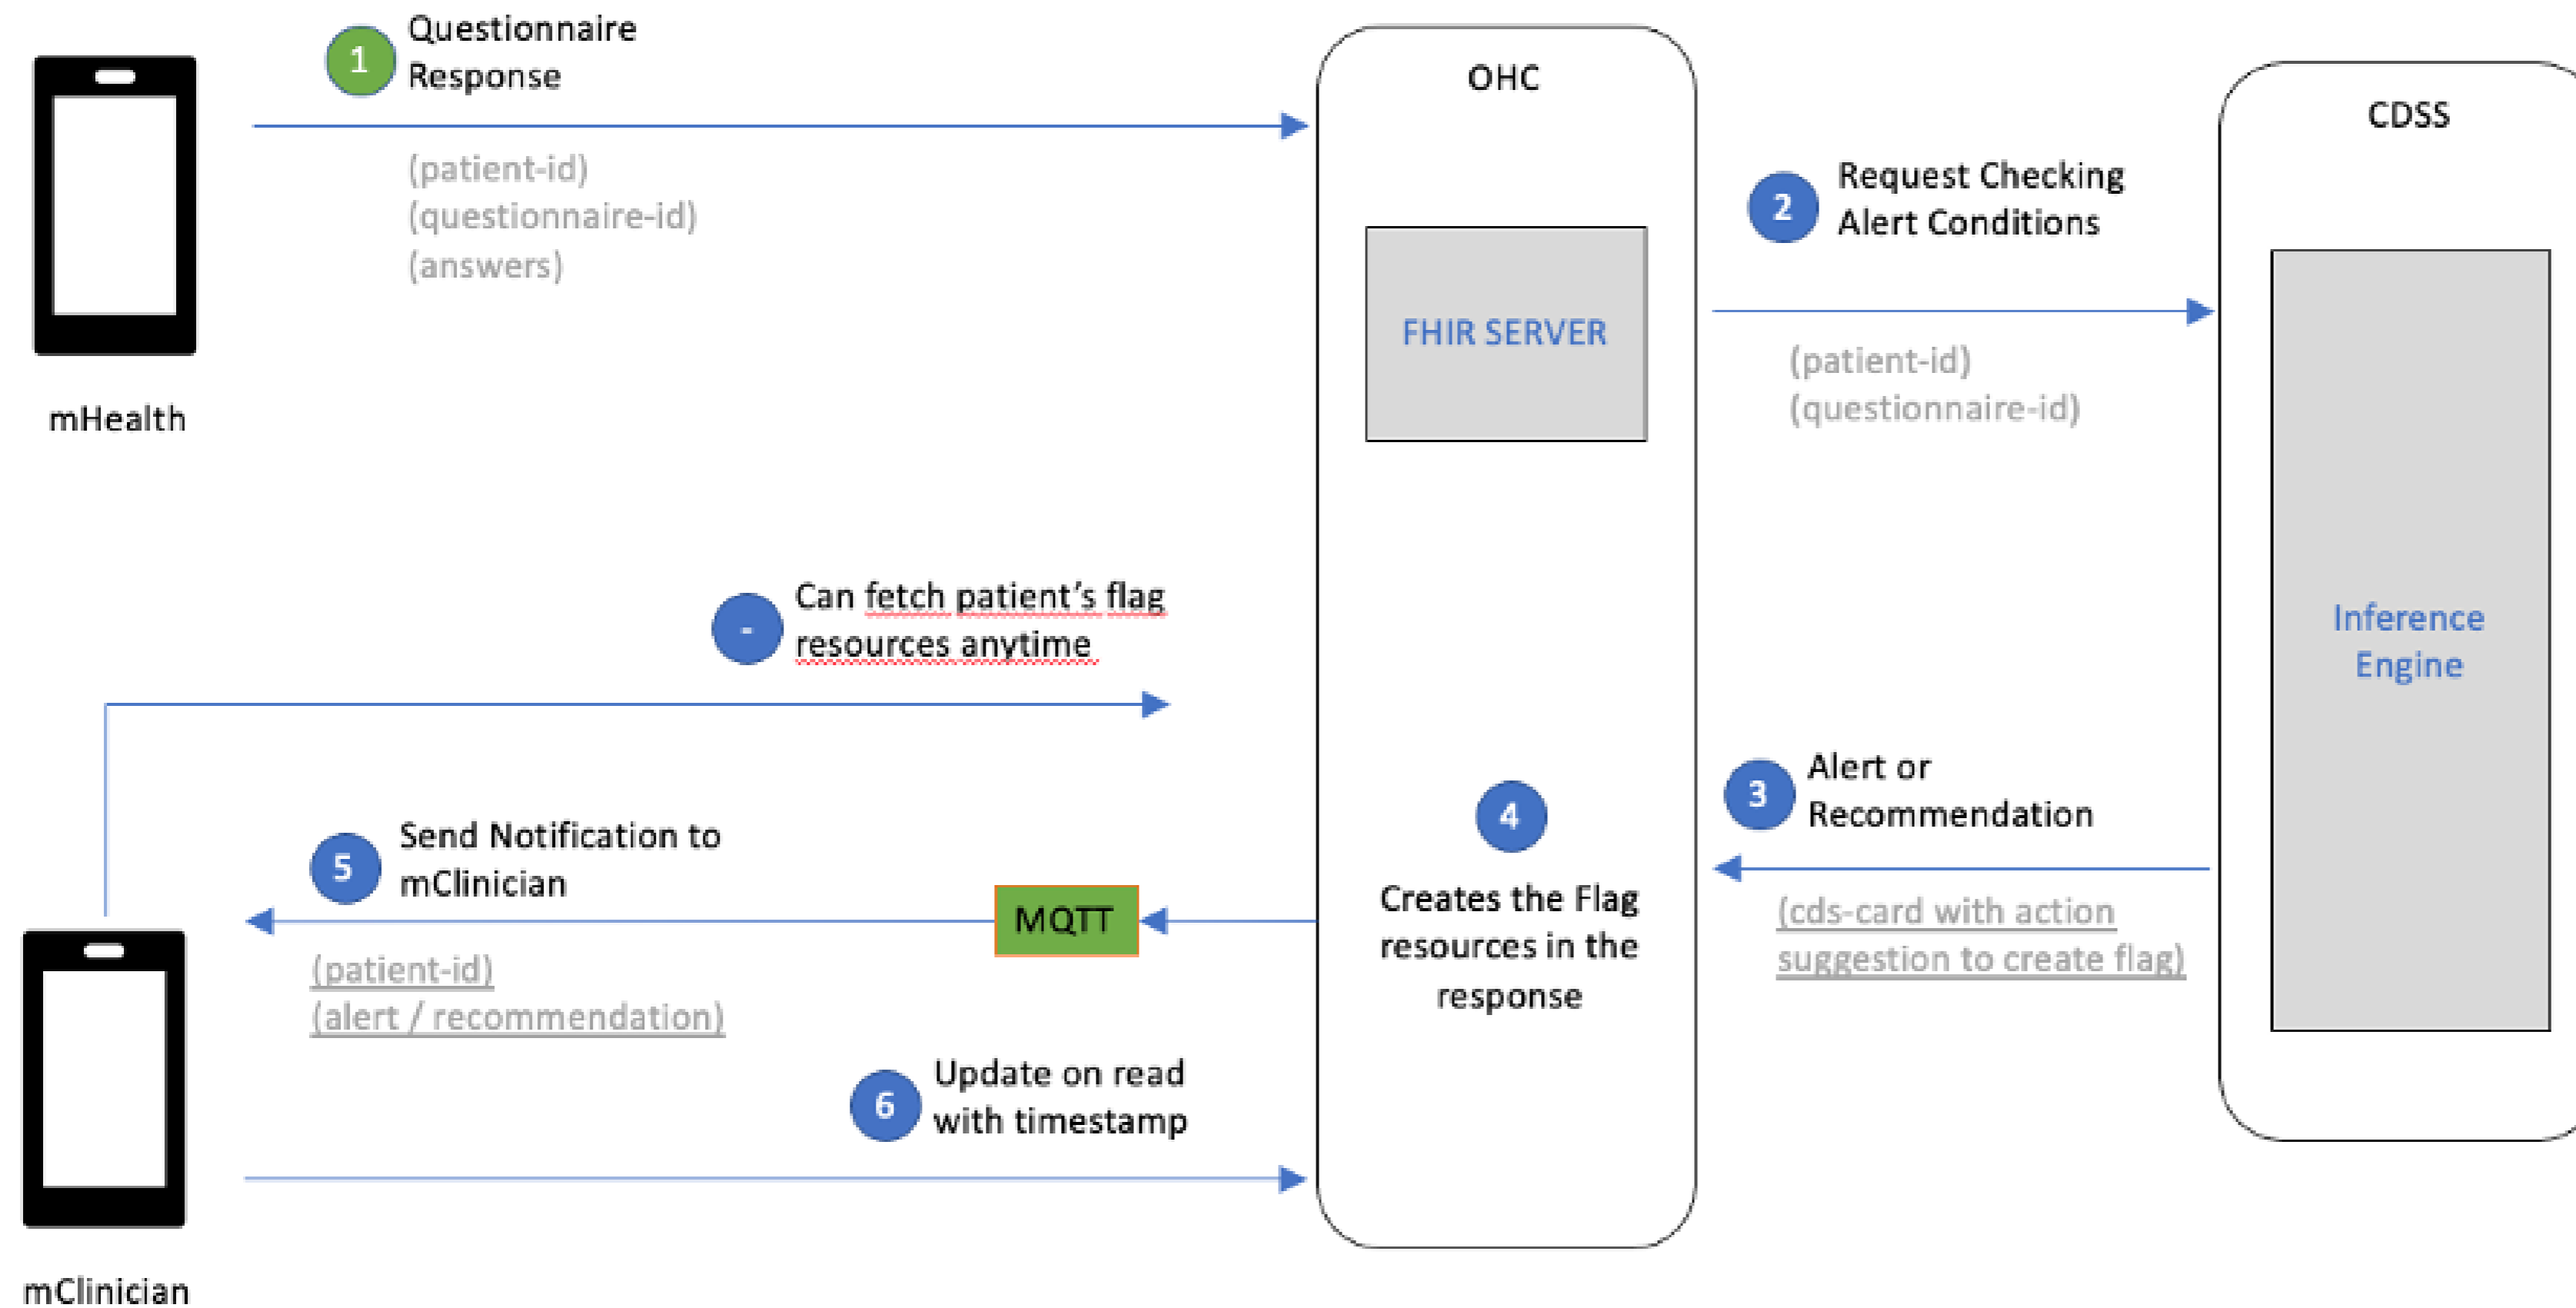 1
Questionnaire
Response
(patient-id)
(questionnaire-id)
(answers)
mHealth
OHC
FHIR SERVER
2
Request Checking
Alert Conditions
(patient-id)
(questionnaire-id)
CDSS
Inference
Engine
-
Can fetch patient’s flag
resources anytime
3
Alert or
Recommendation
(cds-card with action
suggestion to create flag)
4
Creates the Flag
resources in the
response
5
Send Notification to
mClinician
MQTT
(patient-id)
(alert / recommendation)
6
Update on read
with timestamp
mClinician